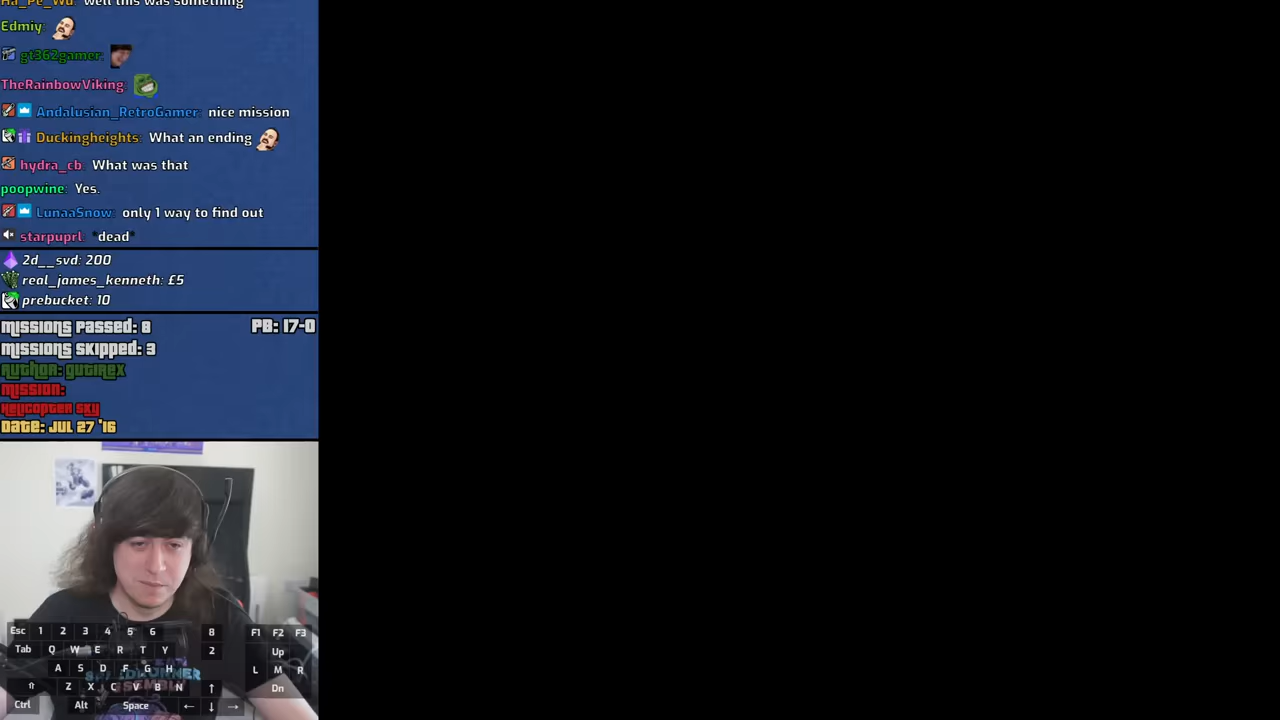 Ha_Pe_Wu: well this was something
Edmiy:
gt362gamer:
TheRainbowViking:
Andalusian_RetroGamer: nice mission
Duckingheights: What an ending
hydra_cb: What was that
poopwine: Yes.
LunaaSnow: only 1 way to find out
starpuprl: *dead*
2d__svd: 200
real_james_kenneth: £5
prebucket: 10
Missions Passed: 8 PB: 17-0
Missions Skipped: 3
Author: Gutirex
Mission:
Helicopter Sky
Date: Jul 27 '16
Esc 1 2 3 4 5 6 8 F1 F2 F3
Tab Q W E R T Y 2 Up
A S D F G H L M R
⇧ Z X C V B N ↑ Dn
Ctrl Alt Space ← ↓ →